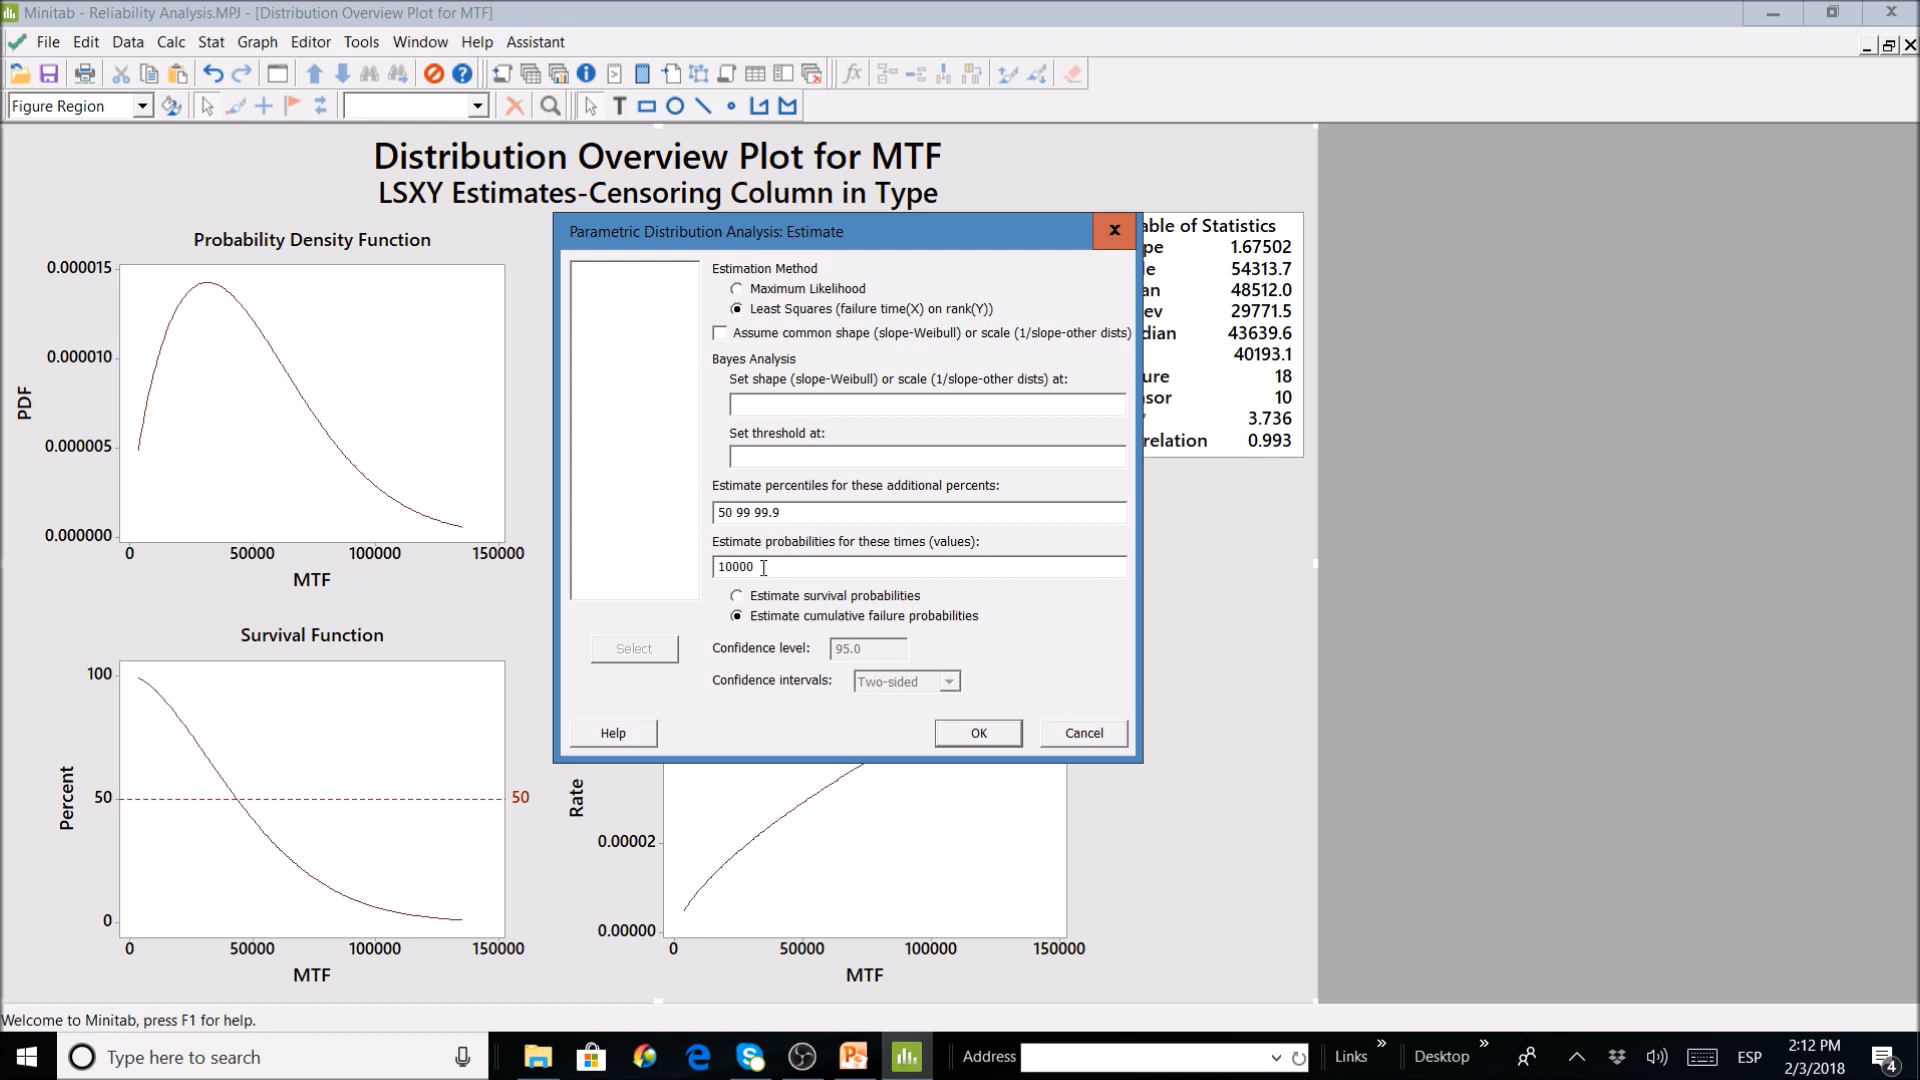 Minitab - Reliability Analysis.MPJ - [Distribution Overview Plot for MTF]
File Edit Data Calc Stat Graph Editor Tools Window Help Assistant
Figure Region
Distribution Overview Plot for MTF
LSXY Estimates-Censoring Column in Type
Probability Density Function
0.000015
0.000010
0.000005
0.000000
PDF
0 50000 100000 150000
MTF
Survival Function
100
50
0
Percent
50
0 50000 100000 150000
MTF
Parametric Distribution Analysis: Estimate
Estimation Method
Maximum Likelihood
Least Squares (failure time(X) on rank(Y))
Assume common shape (slope-Weibull) or scale (1/slope-other dists)
Bayes Analysis
Set shape (slope-Weibull) or scale (1/slope-other dists) at:
Set threshold at:
Estimate percentiles for these additional percents:
50 99 99.9
Estimate probabilities for these times (values):
10000
Estimate survival probabilities
Estimate cumulative failure probabilities
Select
Confidence level: 95.0
Confidence intervals: Two-sided
Help OK Cancel
able of Statistics
pe 1.67502
le 54313.7
an 48512.0
ev 29771.5
dian 43639.6
40193.1
ure 18
sor 10
3.736
relation 0.993
Rate
0.00002
0.00000
0 50000 100000 150000
MTF
Welcome to Minitab, press F1 for help.
Type here to search
Address
Links
Desktop
ESP
2:12 PM
2/3/2018
4